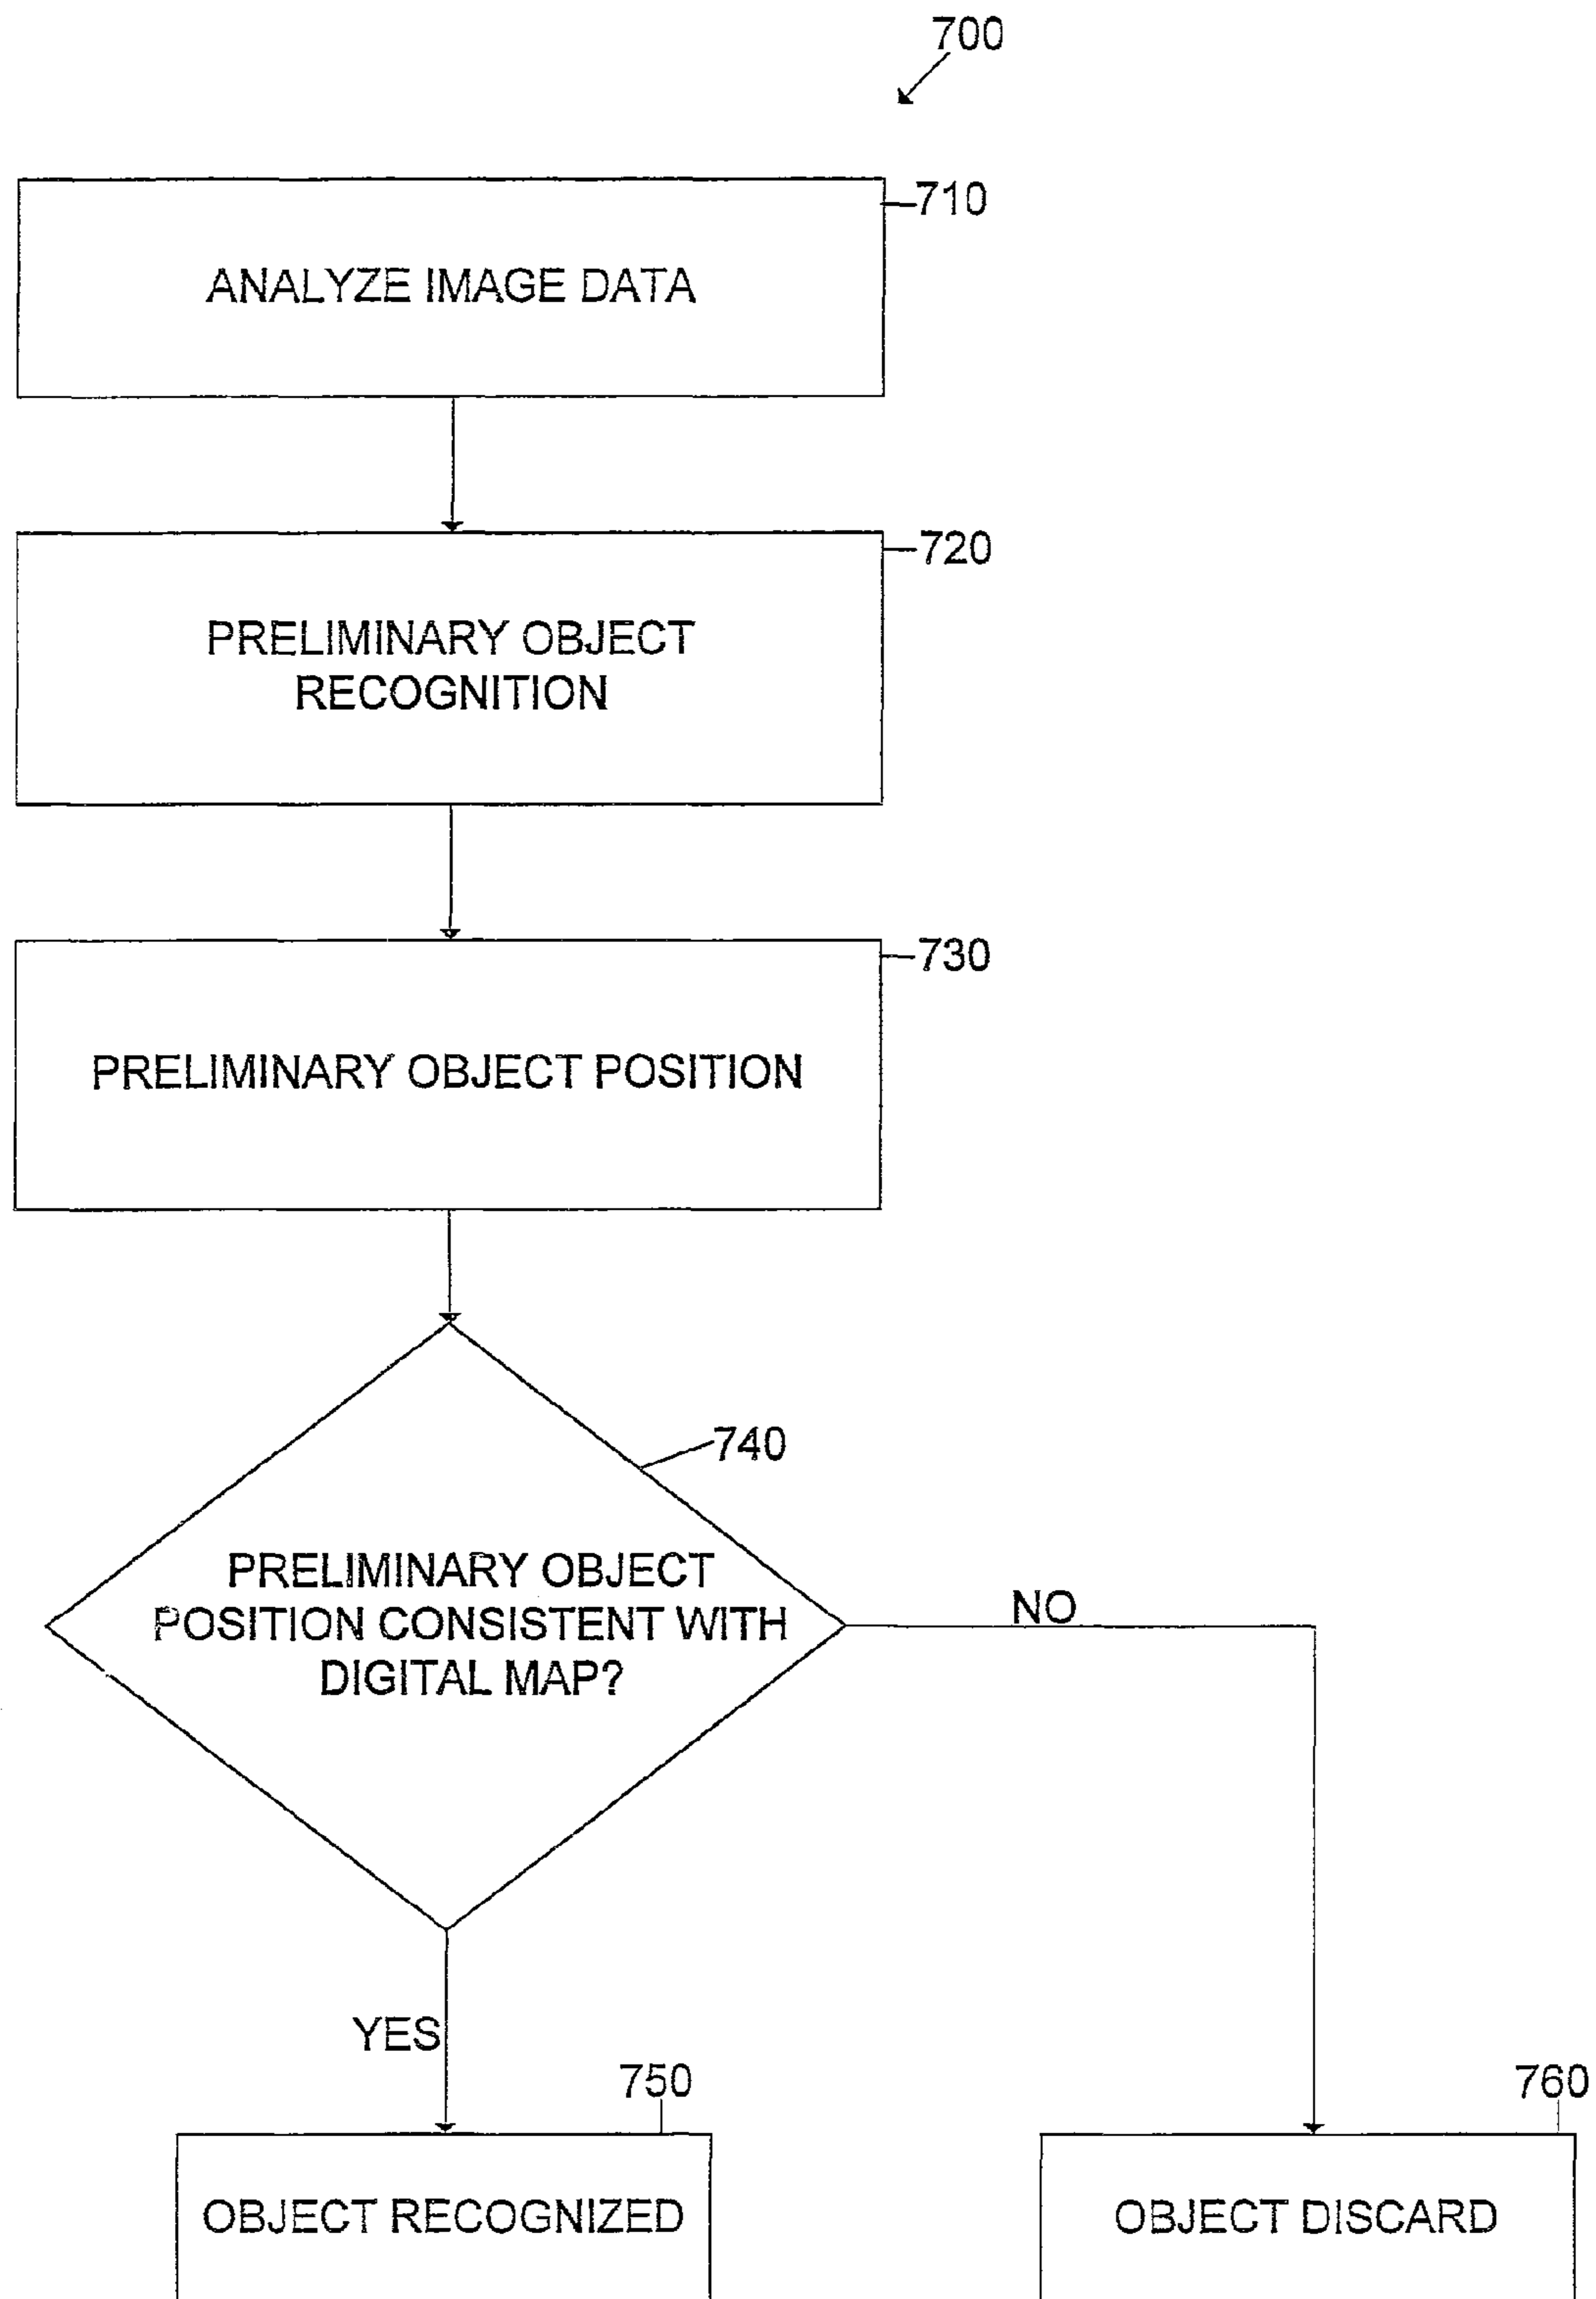 700
710
ANALYZE IMAGE DATA
720
PRELIMINARY OBJECT
RECOGNITION
730
PRELIMINARY OBJECT POSITION
740
PRELIMINARY OBJECT
POSITION CONSISTENT WITH
DIGITAL MAP?
NO
YES
750
760
OBJECT RECOGNIZED
OBJECT DISCARD